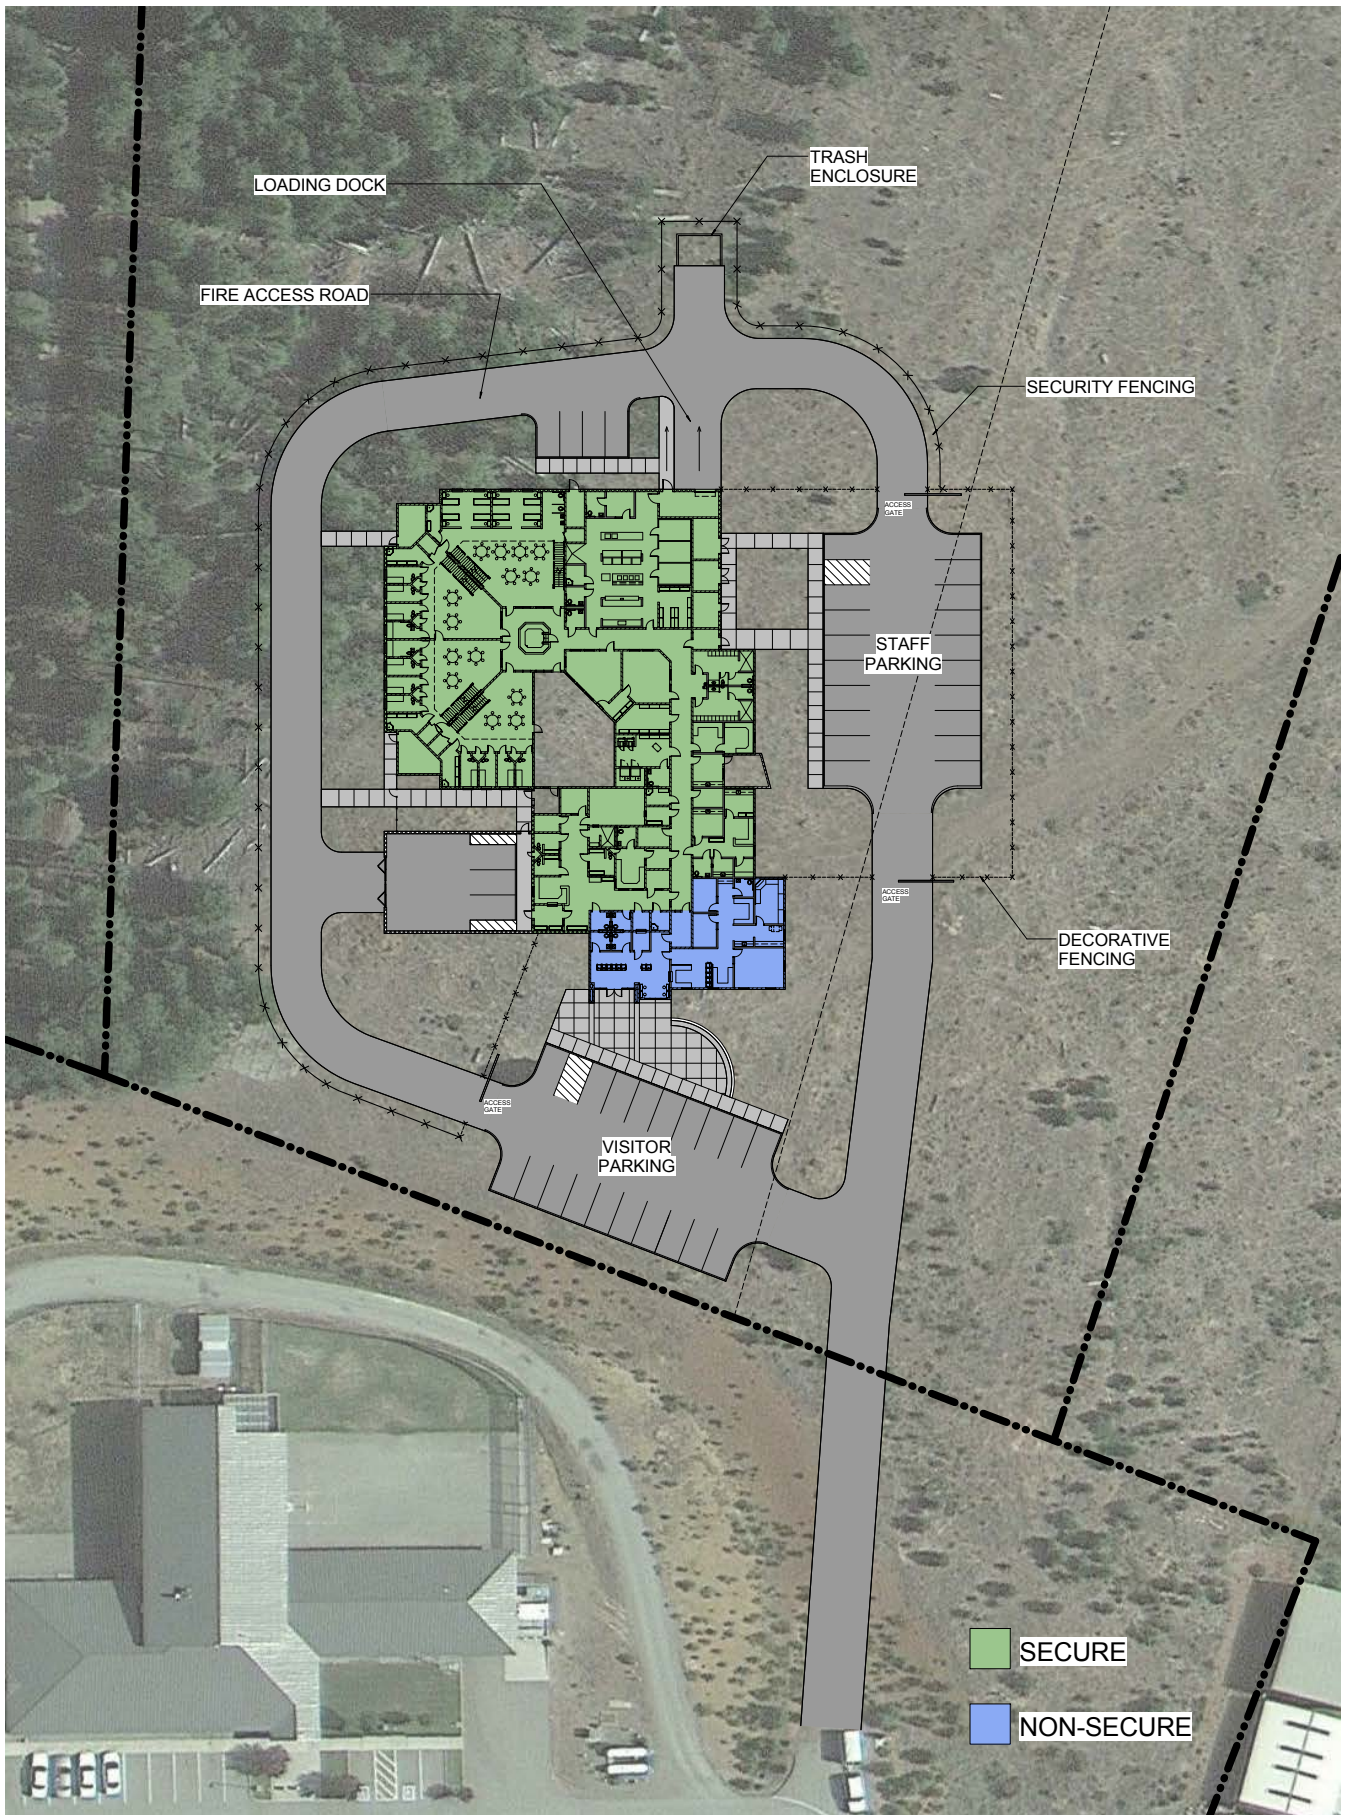 TRASH
ENCLOSURE
LOADING DOCK
FIRE ACCESS ROAD
SECURITY FENCING
ACCESS
GATE
STAFF
PARKING
ACCESS
GATE
DECORATIVE
FENCING
ACCESS
GATE
VISITOR
PARKING
SECURE
NON-SECURE